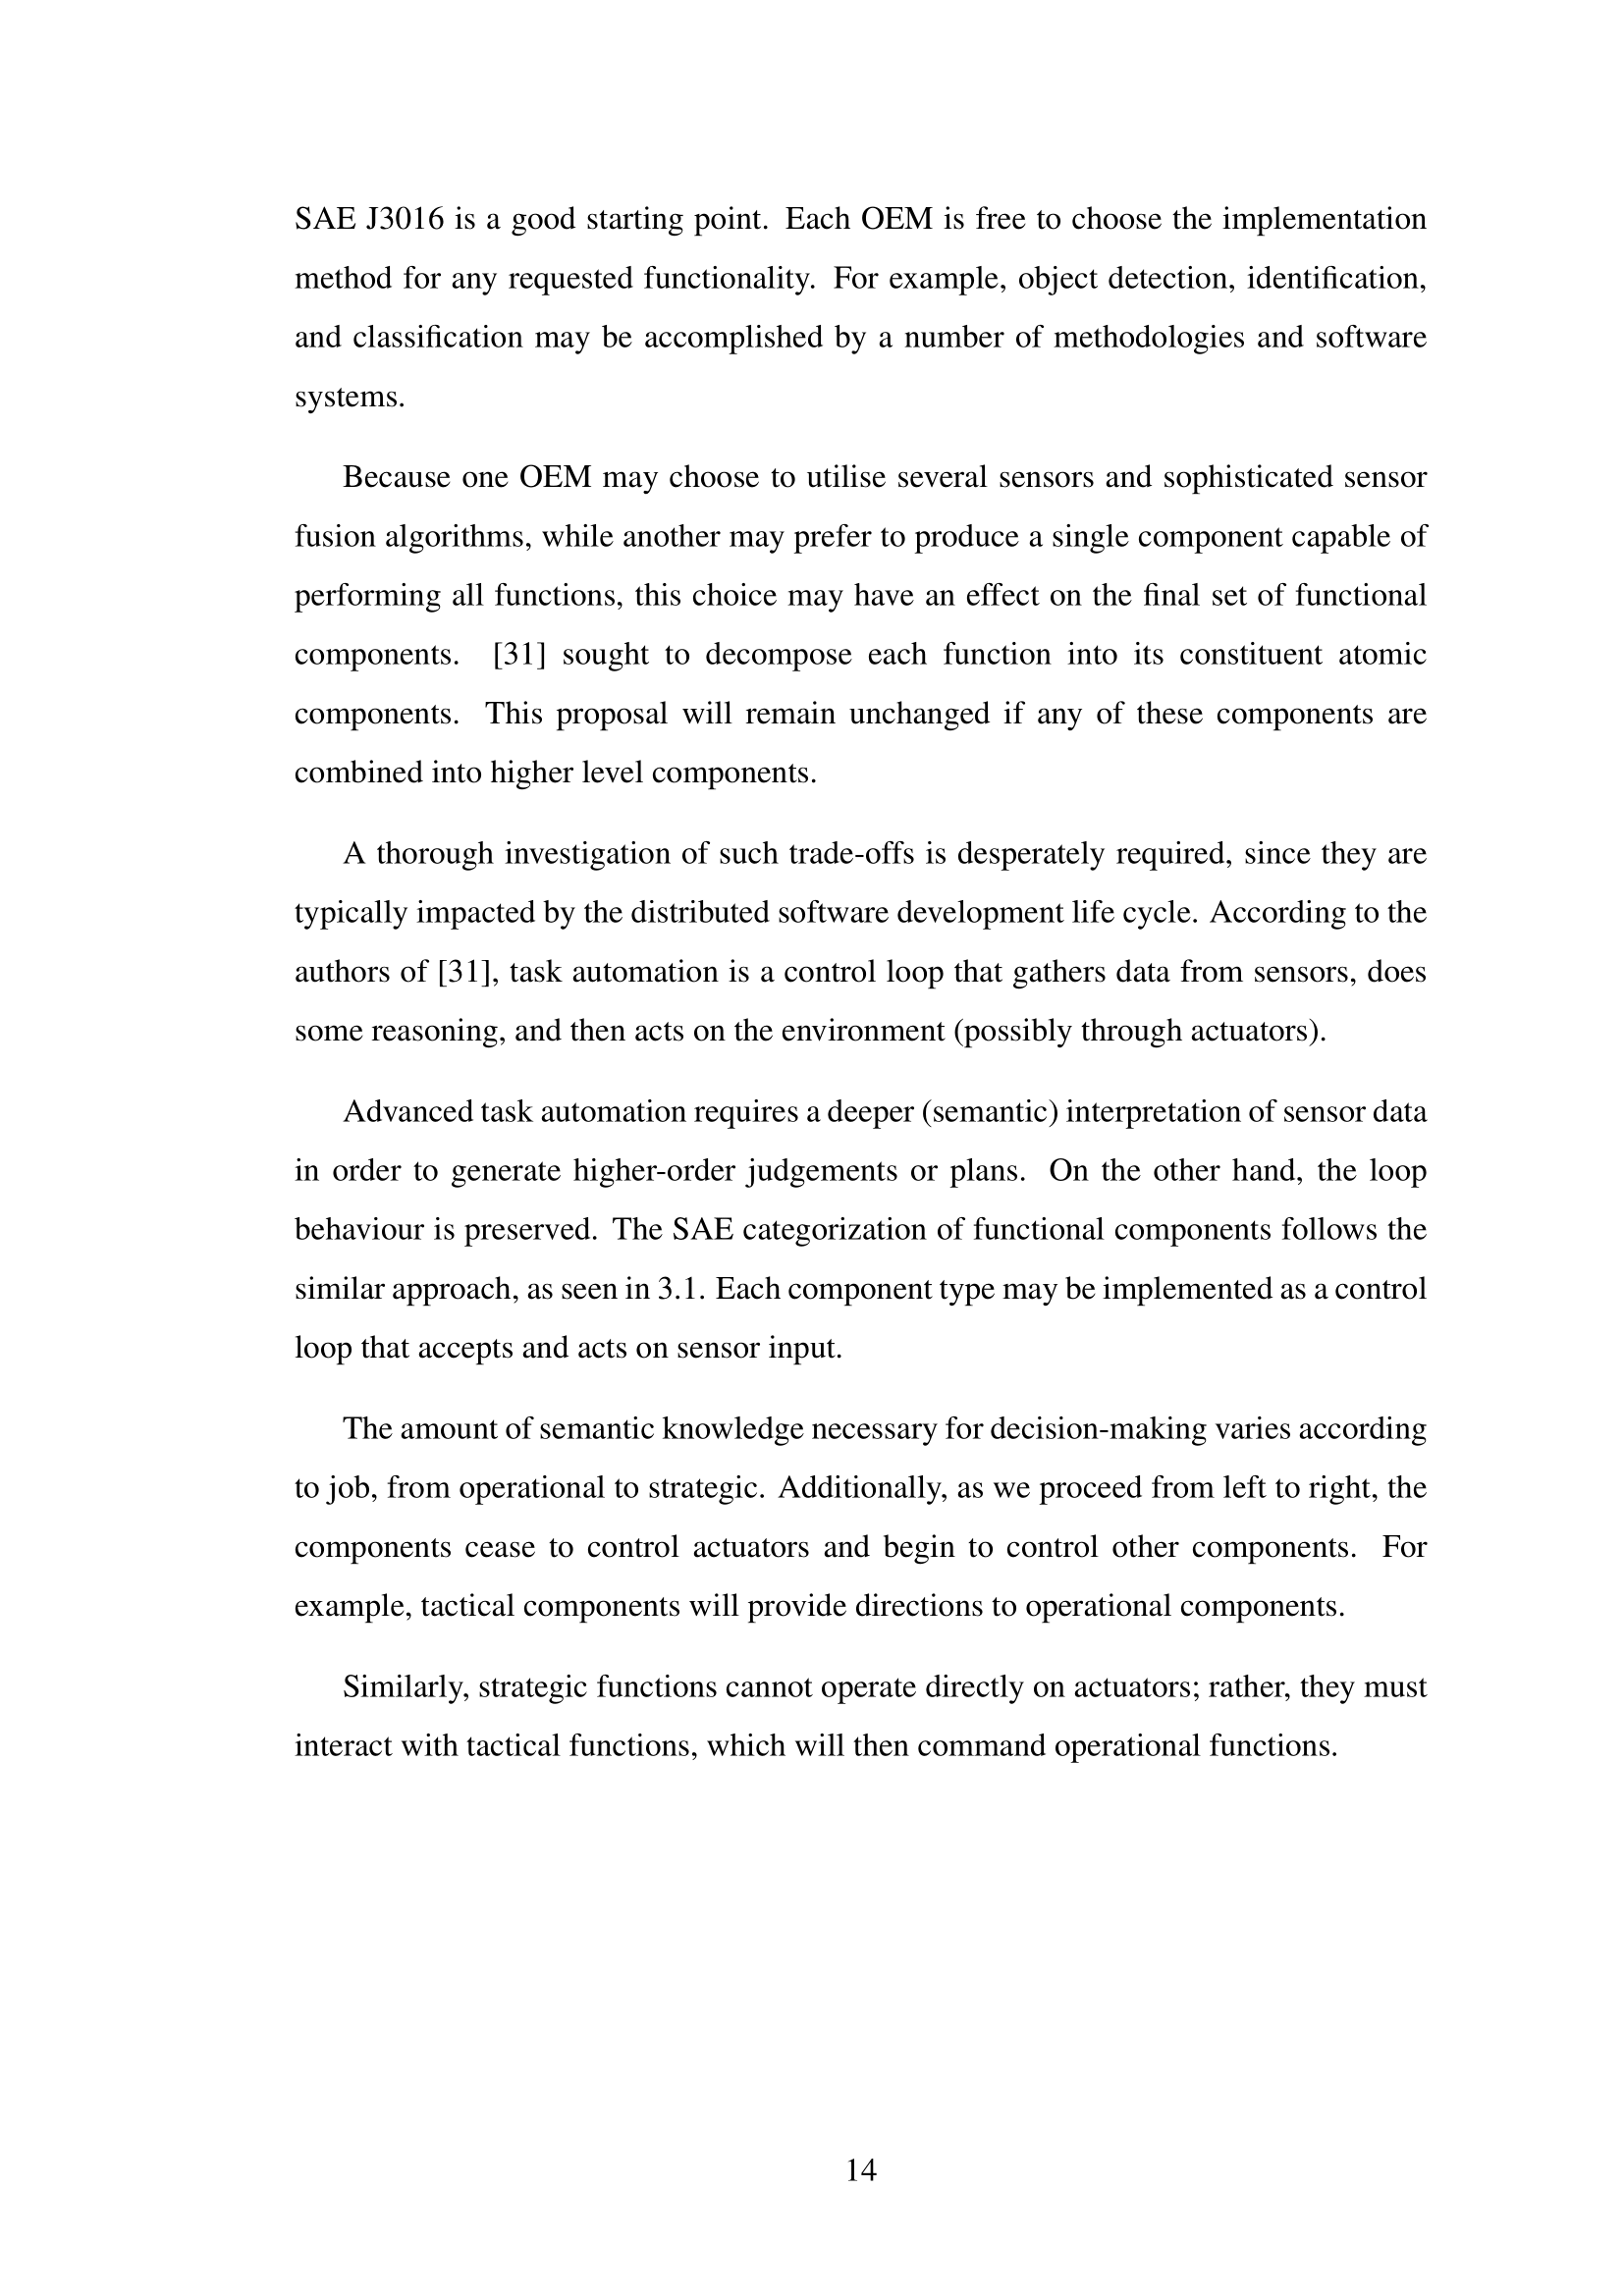 SAE J3016 is a good starting point. Each OEM is free to choose the implementation
method for any requested functionality. For example, object detection, identification,
and classification may be accomplished by a number of methodologies and software
systems.
Because one OEM may choose to utilise several sensors and sophisticated sensor
fusion algorithms, while another may prefer to produce a single component capable of
performing all functions, this choice may have an effect on the final set of functional
components. [31] sought to decompose each function into its constituent atomic
components. This proposal will remain unchanged if any of these components are
combined into higher level components.
A thorough investigation of such trade-offs is desperately required, since they are
typically impacted by the distributed software development life cycle. According to the
authors of [31], task automation is a control loop that gathers data from sensors, does
some reasoning, and then acts on the environment (possibly through actuators).
Advanced task automation requires a deeper (semantic) interpretation of sensor data
in order to generate higher-order judgements or plans. On the other hand, the loop
behaviour is preserved. The SAE categorization of functional components follows the
similar approach, as seen in 3.1. Each component type may be implemented as a control
loop that accepts and acts on sensor input.
The amount of semantic knowledge necessary for decision-making varies according
to job, from operational to strategic. Additionally, as we proceed from left to right, the
components cease to control actuators and begin to control other components. For
example, tactical components will provide directions to operational components.
Similarly, strategic functions cannot operate directly on actuators; rather, they must
interact with tactical functions, which will then command operational functions.
14